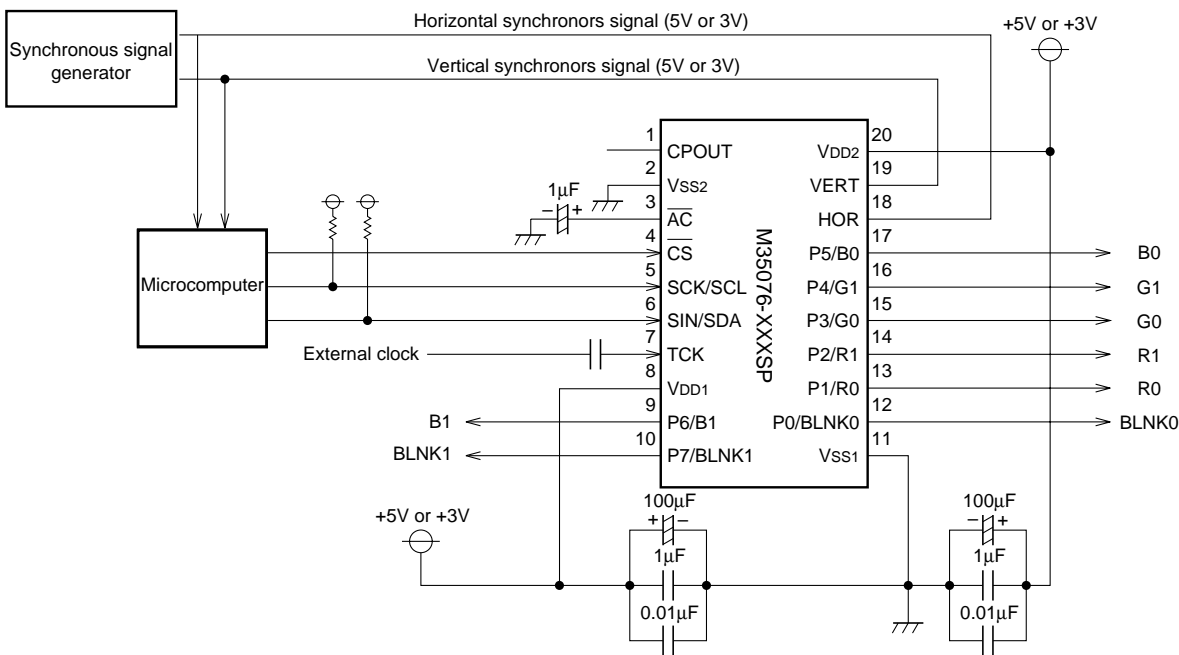 Horizontal synchronors signal (5V or 3V)
+5V or +3V
Synchronous signal
generator
Vertical synchronors signal (5V or 3V)
1
CPOUT
20
VDD2
2
VSS2
19
VERT
1μF
− +
3
AC
18
HOR
4
CS
17
P5/B0
B0
Microcomputer
5
SCK/SCL
16
P4/G1
G1
6
SIN/SDA
15
P3/G0
G0
External clock
7
TCK
14
P2/R1
R1
8
VDD1
13
P1/R0
R0
B1
9
P6/B1
12
P0/BLNK0
BLNK0
BLNK1
10
P7/BLNK1
11
VSS1
M35076-XXXSP
+5V or +3V
100μF
+ −
1μF
0.01μF
100μF
− +
1μF
0.01μF